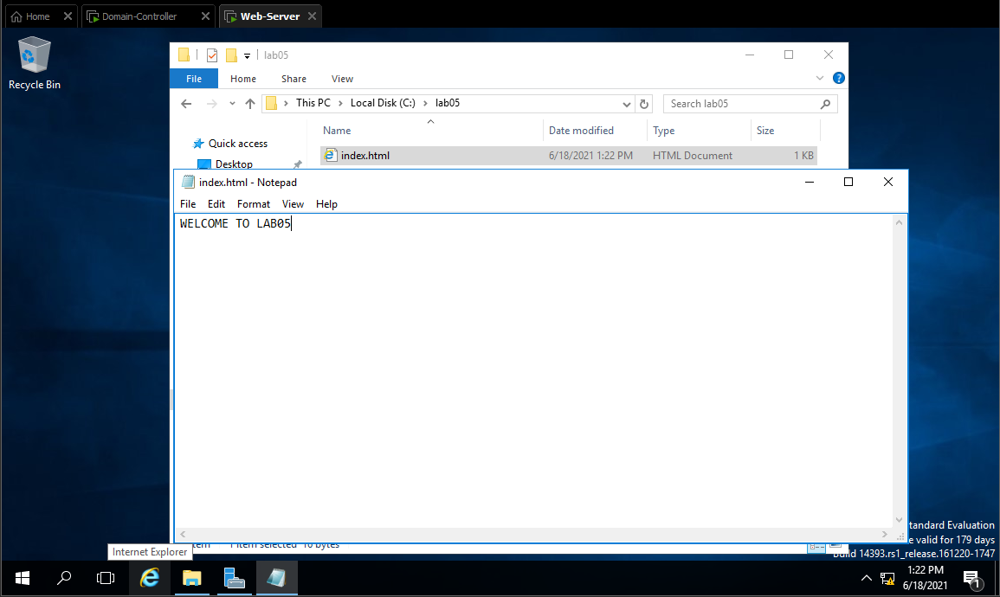 Home
Domain-Controller
Web-Server
Recycle Bin
lab05
File Home Share View
This PC Local Disk (C:) lab05
Search lab05
Name Date modified Type Size
Quick access
Desktop
index.html 6/18/2021 1:22 PM HTML Document 1 KB
index.html - Notepad
File Edit Format View Help
WELCOME TO LAB05
tandard Evaluation
e valid for 179 days
Build 14393.rs1_release.161220-1747
item 1 item selected 16 bytes
Internet Explorer
1:22 PM
6/18/2021
1